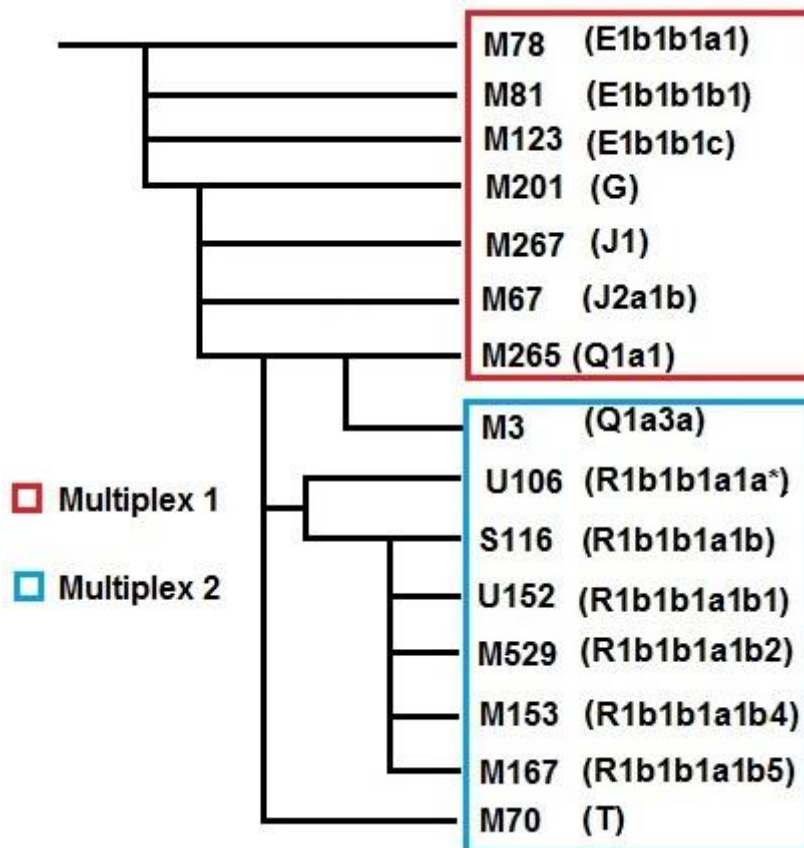 M78 (E1b1b1a1)
M81 (E1b1b1b1)
M123 (E1b1b1c)
M201 (G)
M267 (J1)
M67 (J2a1b)
M265 (Q1a1)
M3 (Q1a3a)
U106 (R1b1b1a1a*)
S116 (R1b1b1a1b)
U152 (R1b1b1a1b1)
M529 (R1b1b1a1b2)
M153 (R1b1b1a1b4)
M167 (R1b1b1a1b5)
M70 (T)
Multiplex 1
Multiplex 2